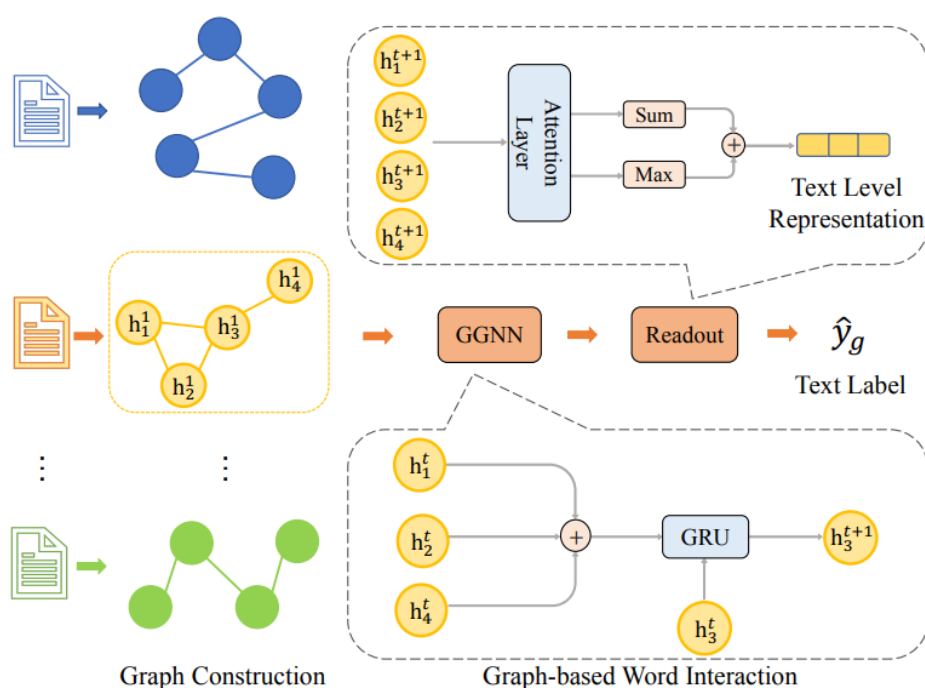 h₁ᵗ⁺¹
h₂ᵗ⁺¹
h₃ᵗ⁺¹
h₄ᵗ⁺¹
Attention
Layer
Sum
Max
+
Text Level
Representation
h₁¹
h₂¹
h₃¹
h₄¹
GGNN
Readout
ŷ_g
Text Label
h₁ᵗ
h₂ᵗ
h₄ᵗ
+
GRU
h₃ᵗ
h₃ᵗ⁺¹
Graph Construction
Graph-based Word Interaction